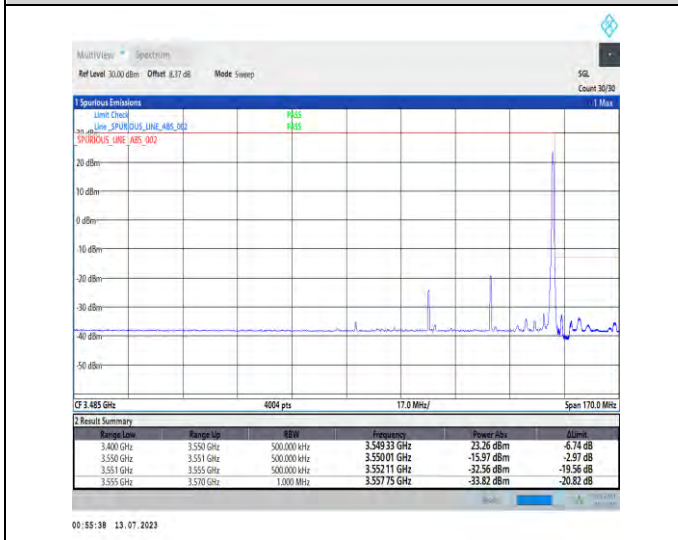 MultiView Spectrum
Ref Level 30.00 dBm Offset 8.37 dB Mode Sweep SGL
Count 30/30
1 Spurious Emissions 1 Max
Limit Check PASS
Line _SPURIOUS_LINE_ABS_002 PASS
_SPURIOUS_LINE_ABS_002
20 dBm
10 dBm
0 dBm
-10 dBm
-20 dBm
-30 dBm
-40 dBm
-50 dBm
CF 3.485 GHz 4004 pts 17.0 MHz/ Span 170.0 MHz
2 Result Summary
Range Low Range Up RBW Frequency Power Abs ΔLimit
3.400 GHz 3.550 GHz 500.000 kHz 3.549 33 GHz 23.26 dBm -6.74 dB
3.550 GHz 3.551 GHz 500.000 kHz 3.550 01 GHz -15.97 dBm -2.97 dB
3.551 GHz 3.555 GHz 500.000 kHz 3.552 11 GHz -32.56 dBm -19.56 dB
3.555 GHz 3.570 GHz 1.000 MHz 3.557 75 GHz -33.82 dBm -20.82 dB
00:55:38 13.07.2023